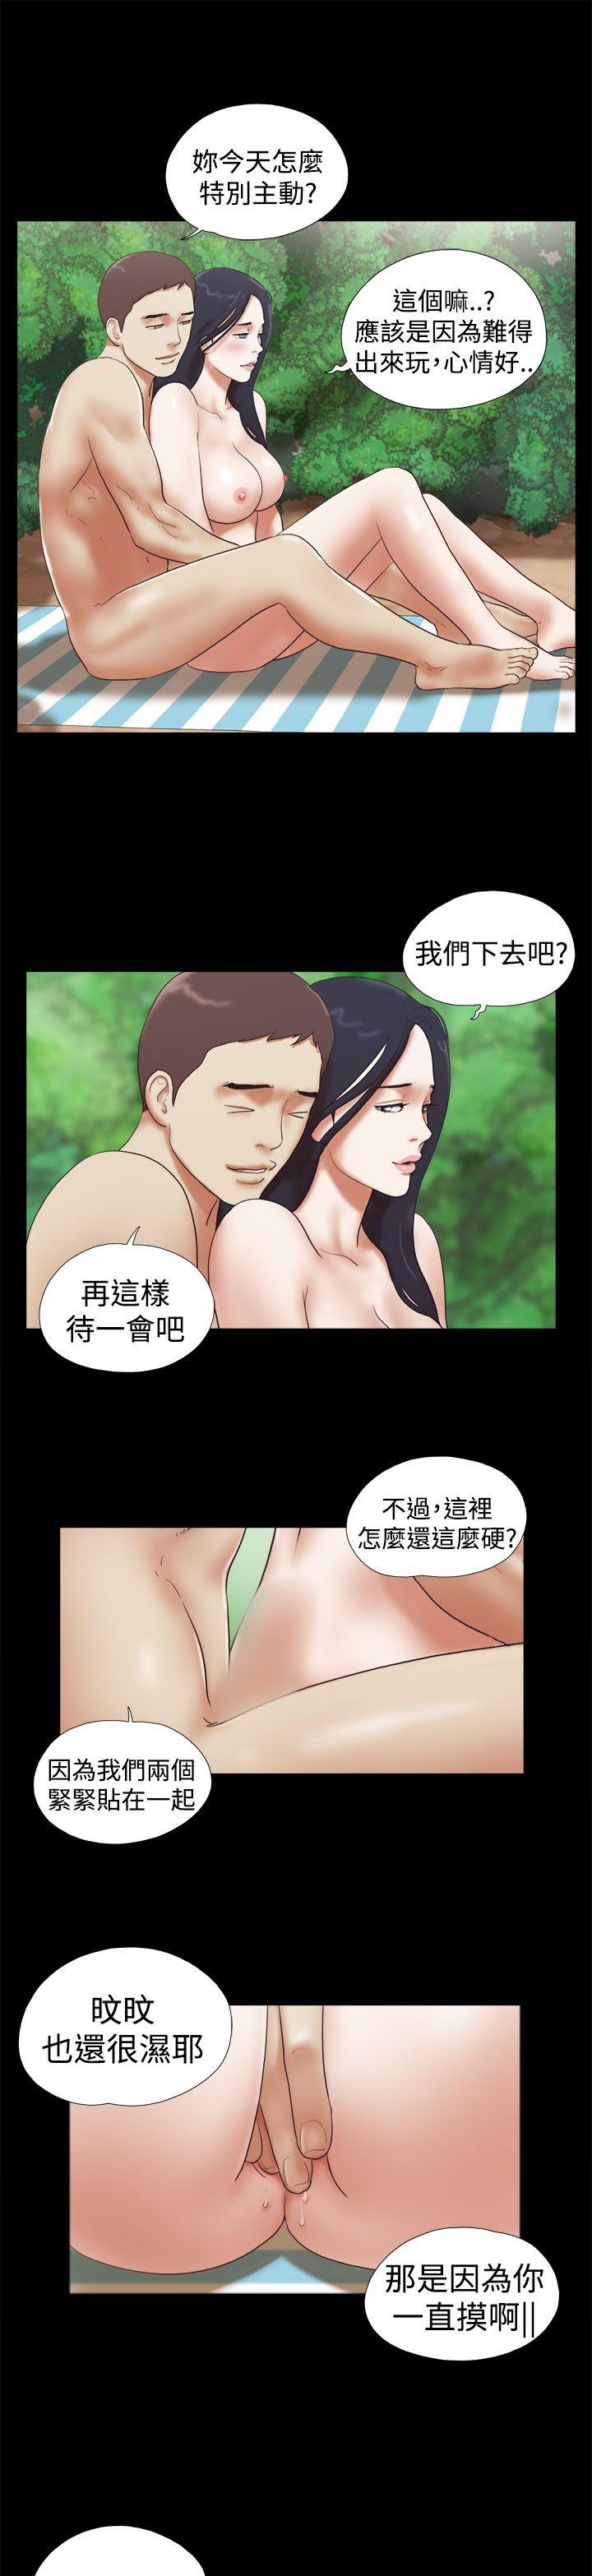 妳今天怎麼
特別主動?
這個嘛..?
應該是因為難得
出來玩，心情好..
我們下去吧?
再這樣
待一會吧
不過，這裡
怎麼還這麼硬?
因為我們兩個
緊緊貼在一起
旼旼
也還很濕耶
那是因為你
一直摸啊||